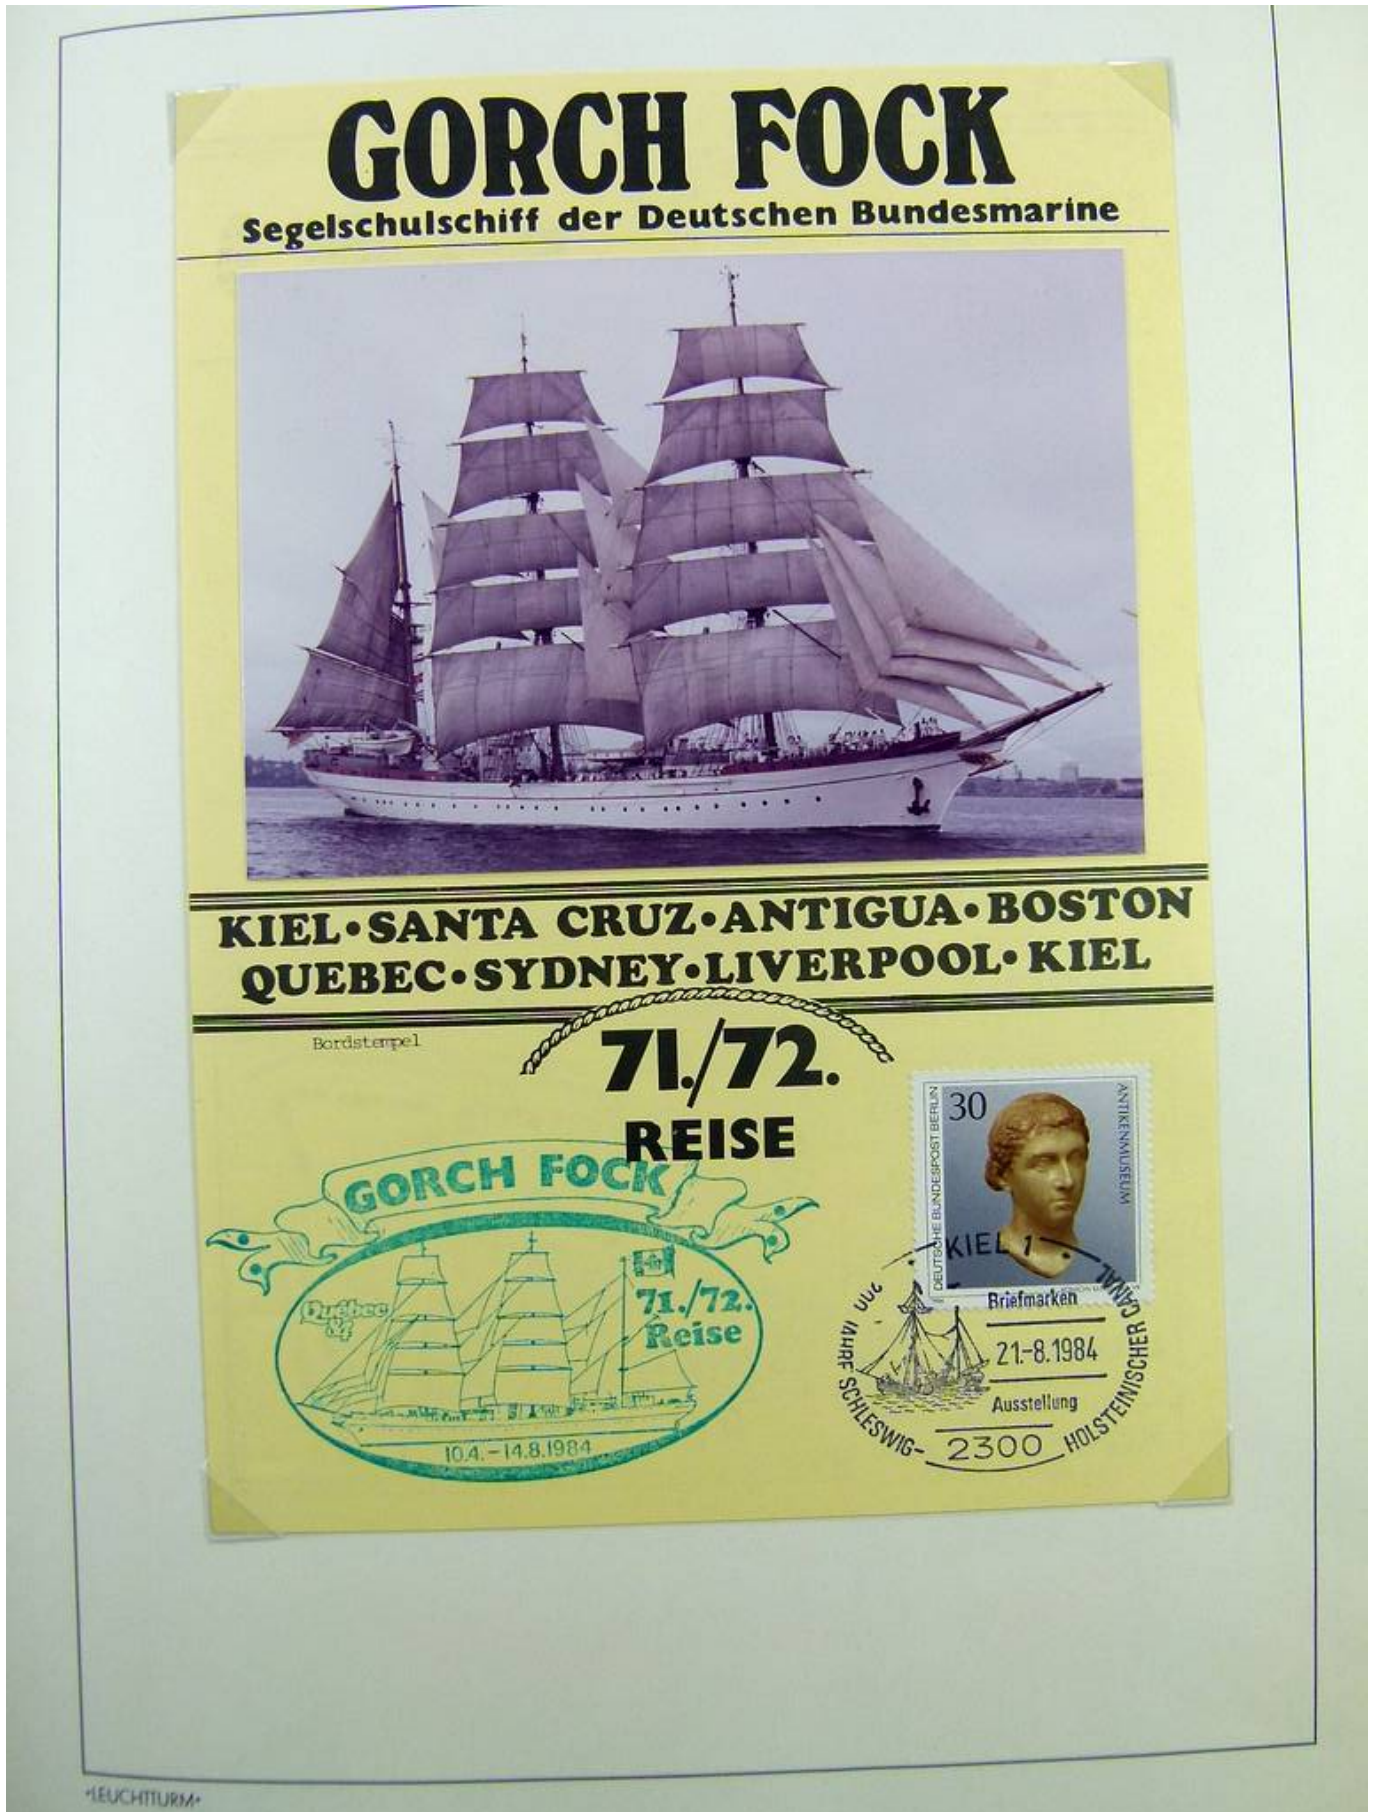 GORCH FOCK
Segelschulschiff der Deutschen Bundesmarine
KIEL•SANTA CRUZ•ANTIGUA•BOSTON
QUEBEC•SYDNEY•LIVERPOOL•KIEL
Bordstempel
71./72.
REISE
GORCH FOCK
Québec
84
71./72.
Reise
10.4.-14.8.1984
30
DEUTSCHE BUNDESPOST BERLIN
ANTIKENMUSEUM
KIEL 1
Briefmarken
21.-8.1984
Ausstellung
2300
200 JAHRE SCHLESWIG-HOLSTEINISCHER CANAL
•LEUCHTTURM•